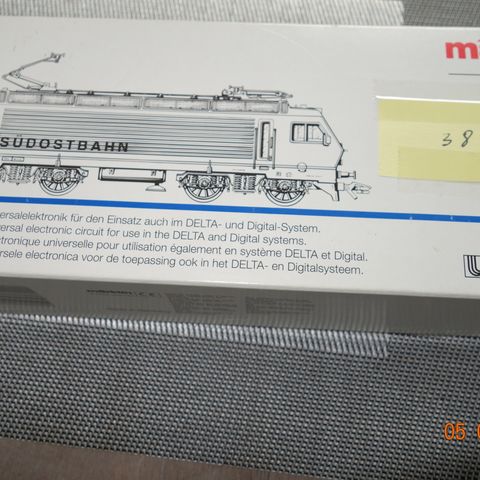 mä
SÜDOSTBAHN
38
ersalelektronik für den Einsatz auch im DELTA- und Digital-System.
ersal electronic circuit for use in the DELTA and Digital systems.
ctronique universelle pour utilisation également en système DELTA et Digital.
ersele electronica voor de toepassing ook in het DELTA- en Digitalsysteem.
märklin CE
05